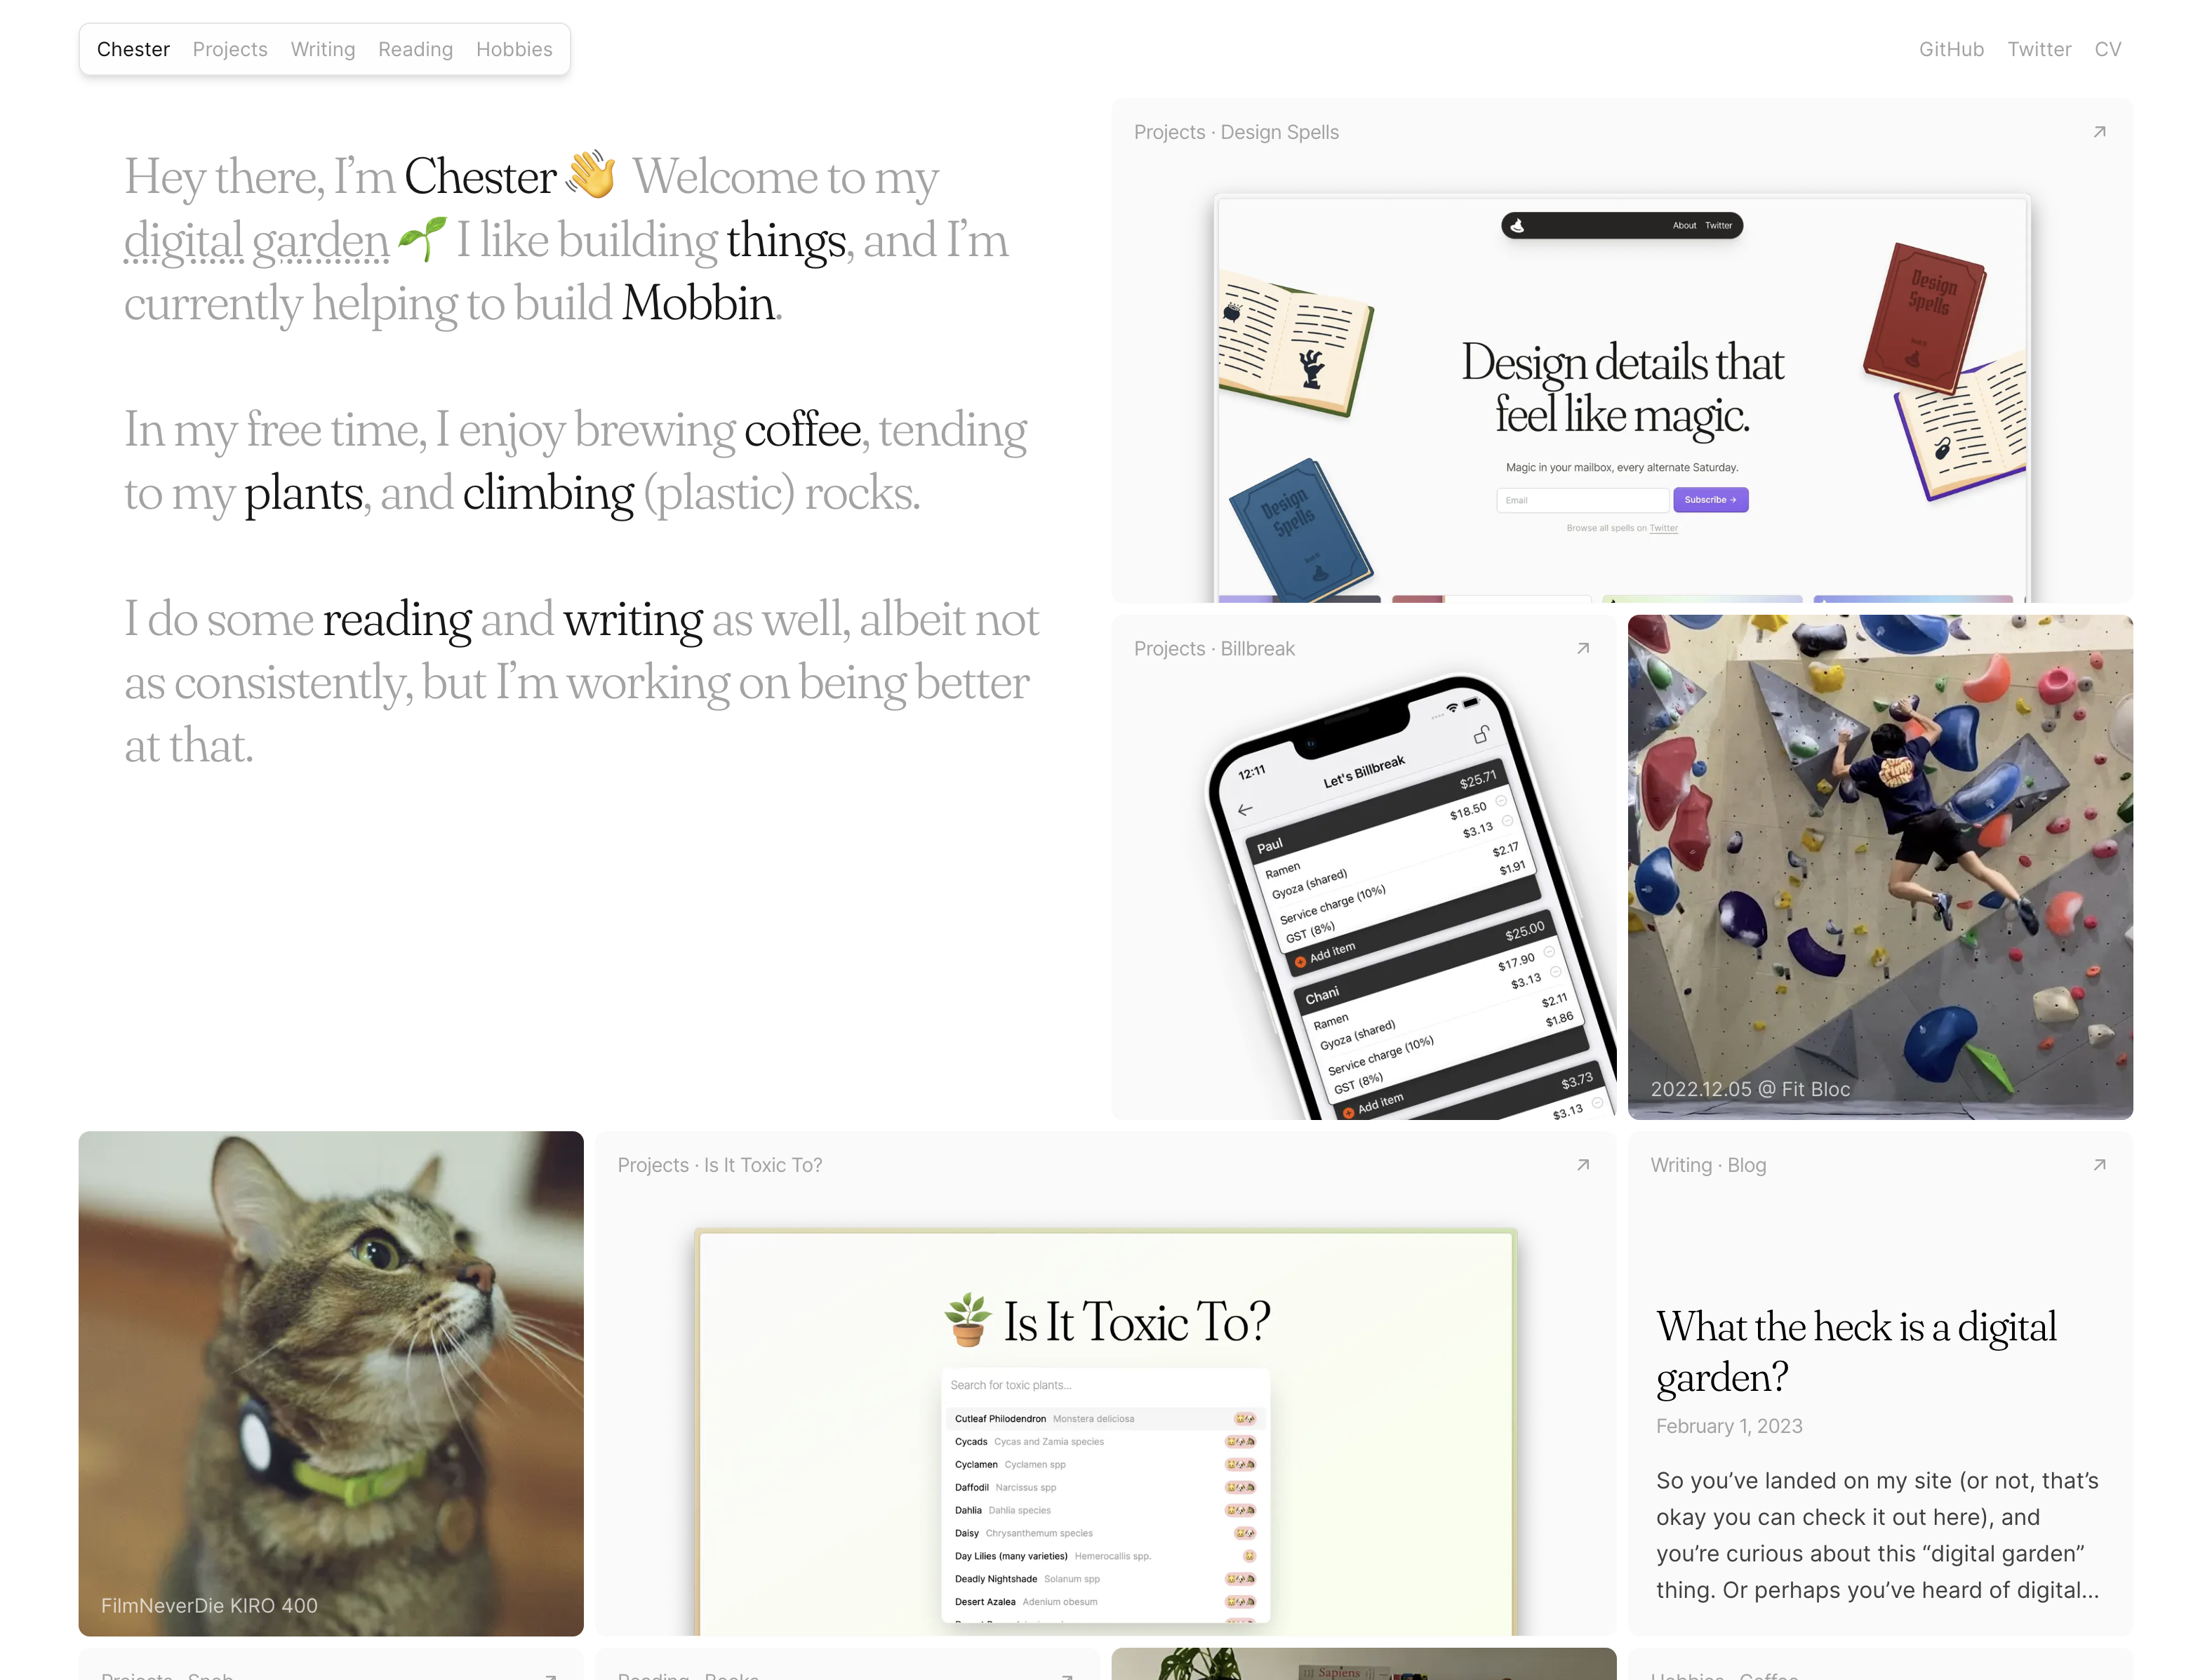 Chester Projects Writing Reading Hobbies
GitHub Twitter CV
Hey there, I'm Chester 👋 Welcome to my
digital garden 🌱 I like building things, and I'm
currently helping to build Mobbin.
In my free time, I enjoy brewing coffee, tending
to my plants, and climbing (plastic) rocks.
I do some reading and writing as well, albeit not
as consistently, but I'm working on being better
at that.
Projects · Design Spells
About Twitter
Design
Spells
Design details that
feel like magic.
Magic in your mailbox, every alternate Saturday.
Email
Subscribe →
Browse all spells on Twitter
Design
Spells
Projects · Billbreak
12:11
Let's Billbreak
Paul $25.71
Ramen $18.50
Gyoza (shared) $3.13
Service charge (10%) $2.17
GST (8%) $1.91
Add item
Chani $25.00
Ramen $17.90
Gyoza (shared) $3.13
Service charge (10%) $2.11
GST (8%) $1.86
Add item
$3.73
$3.13
2022.12.05 @ Fit Bloc
FilmNeverDie KIRO 400
Projects · Is It Toxic To?
Is It Toxic To?
Search for toxic plants...
Cutleaf Philodendron Monstera deliciosa
Cycads Cycas and Zamia species
Cyclamen Cyclamen spp
Daffodil Narcissus spp
Dahlia Dahlia species
Daisy Chrysanthemum species
Day Lilies (many varieties) Hemerocallis spp.
Deadly Nightshade Solanum spp
Desert Azalea Adenium obesum
Writing · Blog
What the heck is a digital
garden?
February 1, 2023
So you've landed on my site (or not, that's
okay you can check it out here), and
you're curious about this “digital garden”
thing. Or perhaps you've heard of digital...
Reading · Books
Sapiens
Hobbies · Coffee